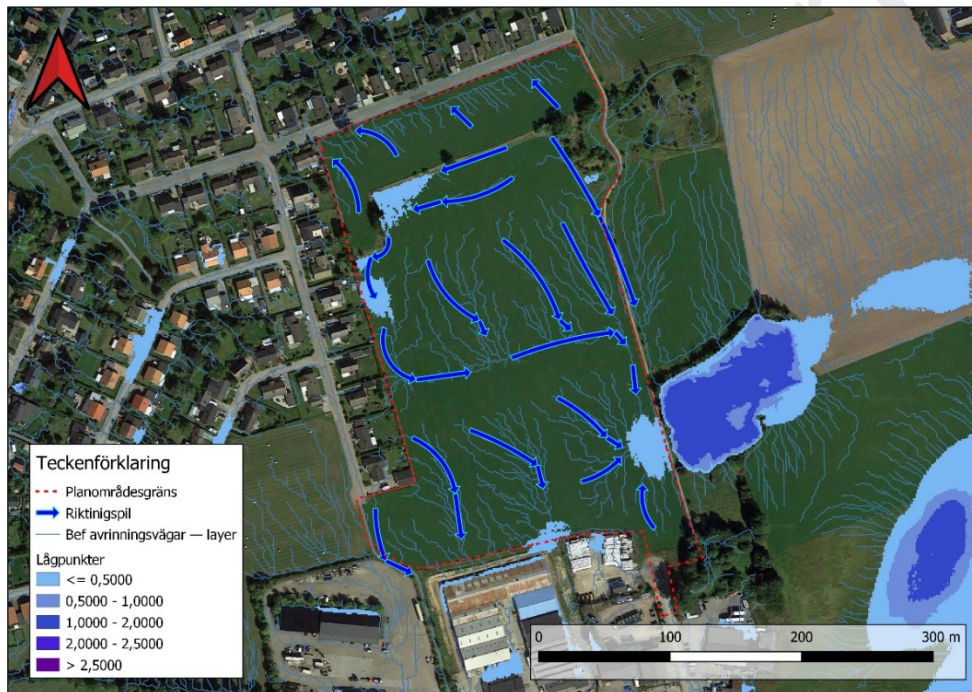 Teckenförklaring
Planområdesgräns
Riktinigspil
Bef avrinningsvägar — layer
Lågpunkter
<= 0,5000
0,5000 - 1,0000
1,0000 - 2,0000
2,0000 - 2,5000
> 2,5000
0 100 200 300 m